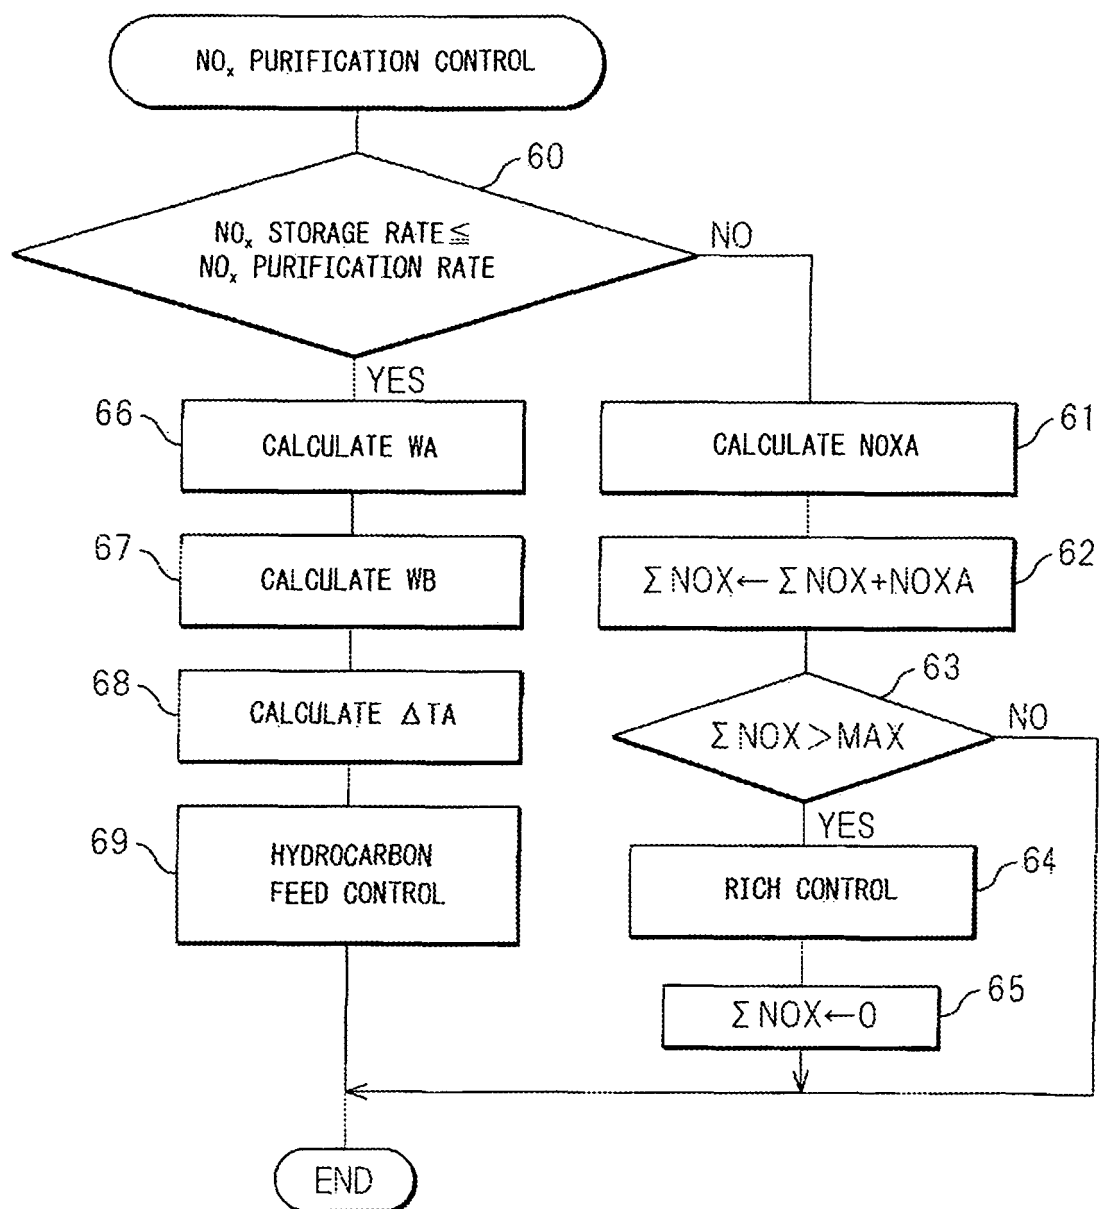 NOₓ PURIFICATION CONTROL
60
NOₓ STORAGE RATE≦
NOₓ PURIFICATION RATE
NO
YES
66
CALCULATE WA
67
CALCULATE WB
68
CALCULATE ΔTA
69
HYDROCARBON
FEED CONTROL
61
CALCULATE NOXA
62
ΣNOX←ΣNOX+NOXA
63
ΣNOX>MAX
NO
YES
64
RICH CONTROL
65
ΣNOX←0
END